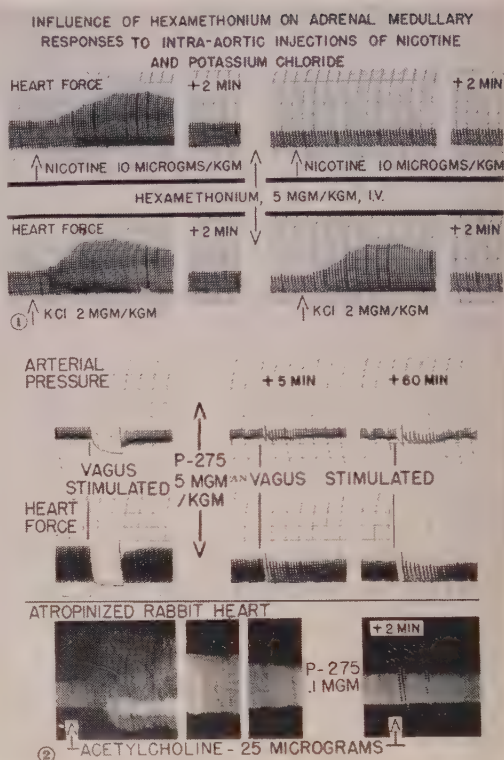 INFLUENCE OF HEXAMETHONIUM ON ADRENAL MEDULLARY
RESPONSES TO INTRA-AORTIC INJECTIONS OF NICOTINE
AND POTASSIUM CHLORIDE
HEART FORCE +2 MIN +2 MIN
NICOTINE 10 MICROGMS/KGM NICOTINE 10 MICROGMS/KGM
HEXAMETHONIUM, 5 MGM/KGM, I.V.
HEART FORCE +2 MIN +2 MIN
① KCl 2 MGM/KGM KCl 2 MGM/KGM
ARTERIAL
PRESSURE +5 MIN +60 MIN
VAGUS STIMULATED P-275 5 MGM /KGM VAGUS STIMULATED
HEART
FORCE
ATROPINIZED RABBIT HEART
+2 MIN
P-275
.1 MGM
A A
② ACETYLCHOLINE - 25 MICROGRAMS